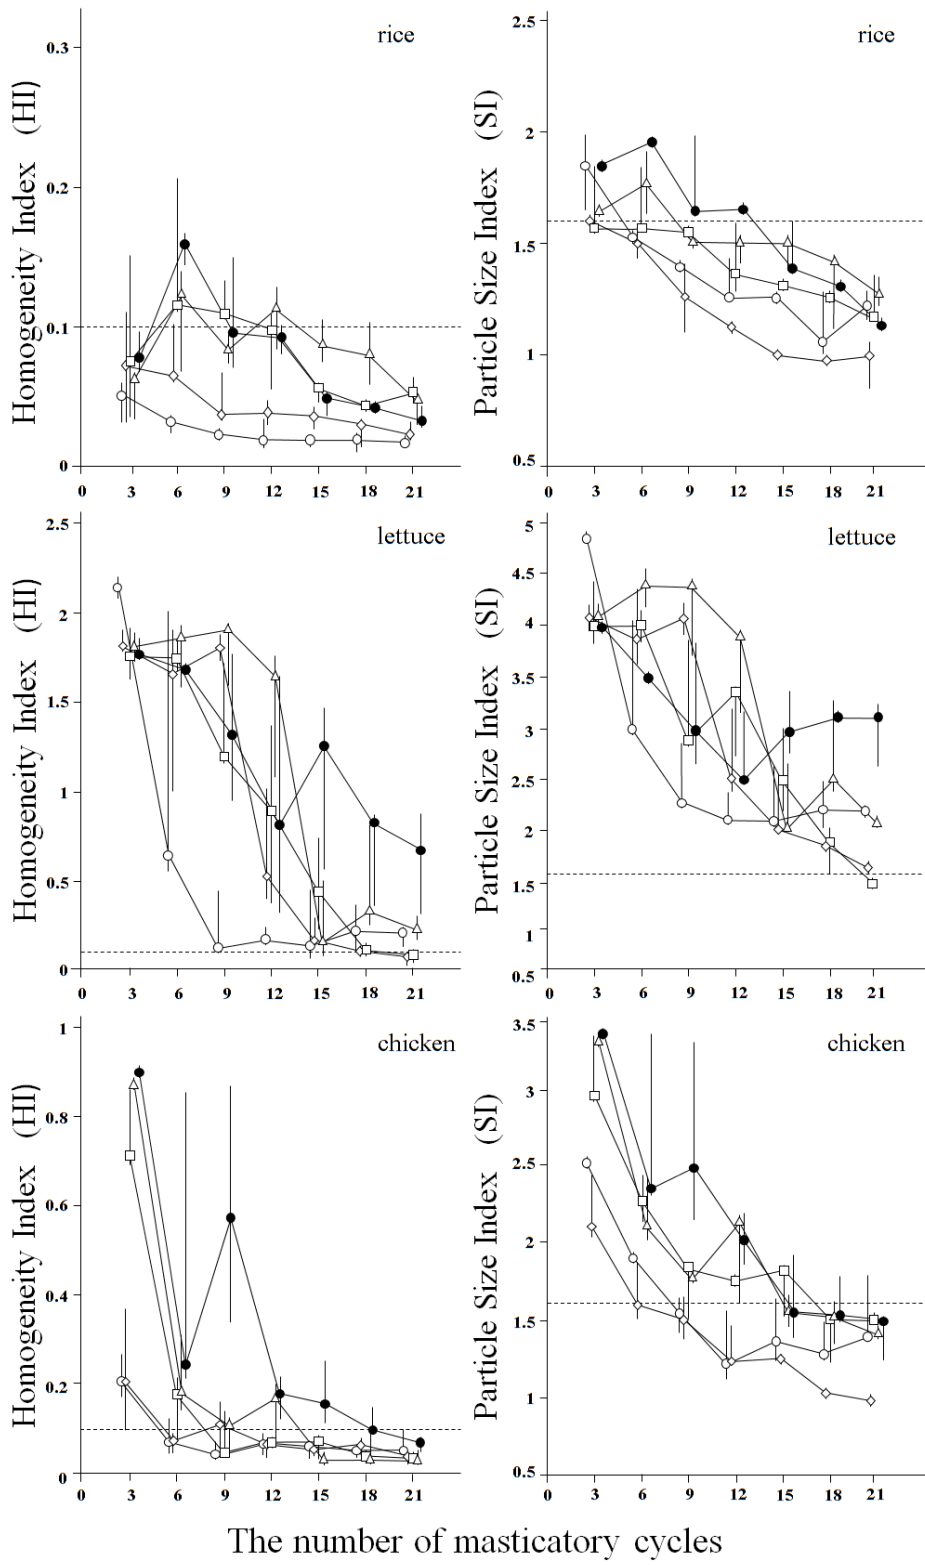 rice
Homogeneity Index (HI)
0.3
0.2
0.1
0
0 3 6 9 12 15 18 21
rice
Particle Size Index (SI)
2.5
2
1.5
1
0.5
0 3 6 9 12 15 18 21
lettuce
Homogeneity Index (HI)
2.5
2
1.5
1
0.5
0
0 3 6 9 12 15 18 21
lettuce
Particle Size Index (SI)
5
4.5
4
3.5
3
2.5
2
1.5
1
0.5
0 3 6 9 12 15 18 21
chicken
Homogeneity Index (HI)
1
0.8
0.6
0.4
0.2
0
0 3 6 9 12 15 18 21
chicken
Particle Size Index (SI)
3.5
3
2.5
2
1.5
1
0.5
0 3 6 9 12 15 18 21
The number of masticatory cycles